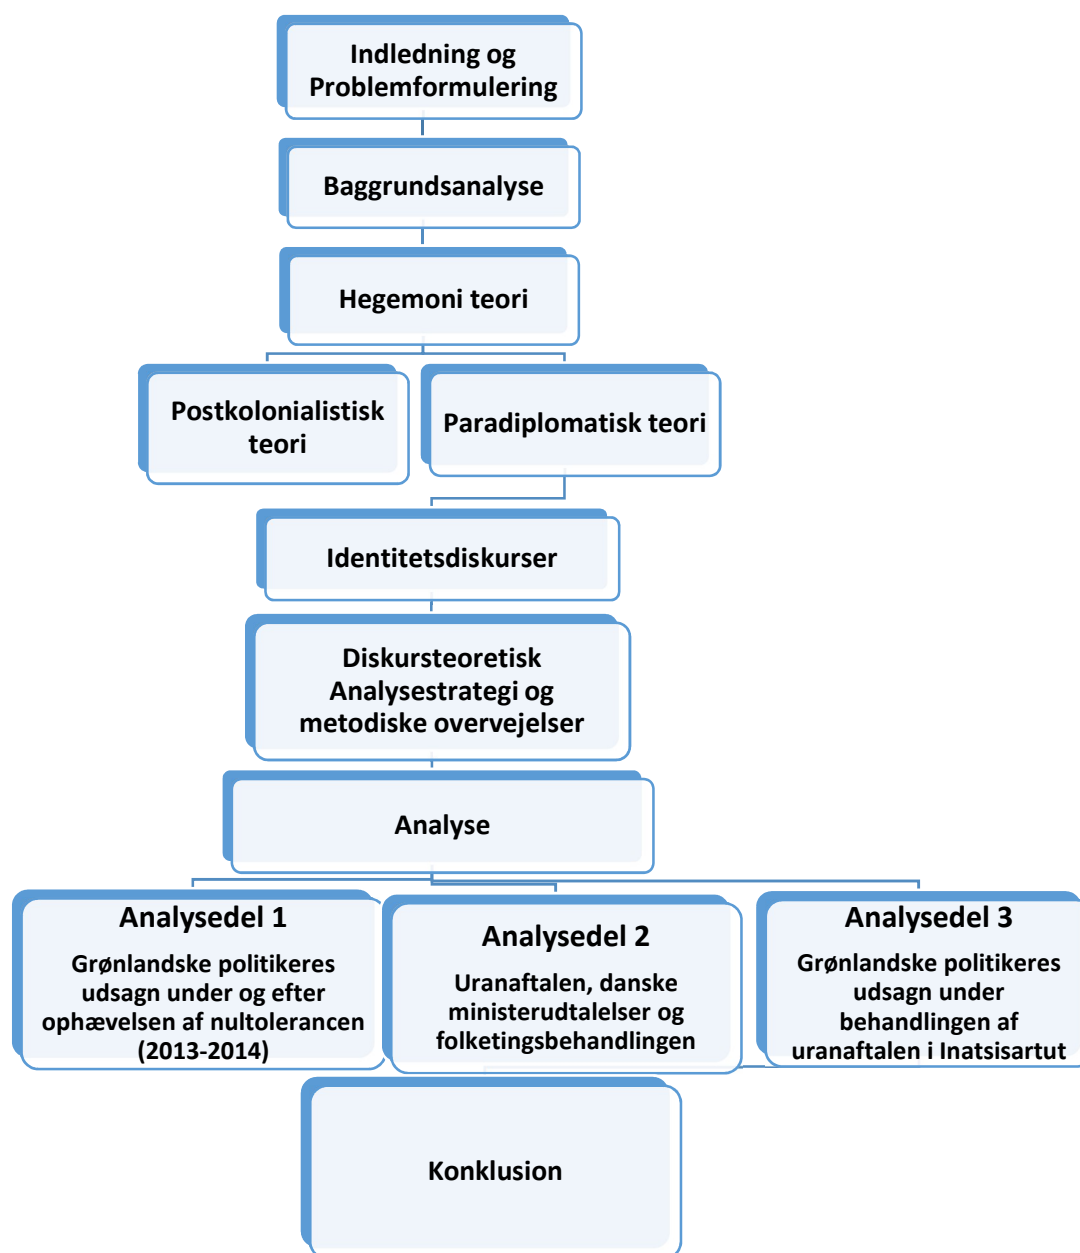 Indledning og
Problemformulering
Baggrundsanalyse
Hegemoni teori
Postkolonialistisk
teori
Paradiplomatisk teori
Identitetsdiskurser
Diskursteoretisk
Analysestrategi og
metodiske overvejelser
Analyse
Analysedel 1
Grønlandske politikeres
udsagn under og efter
ophævelsen af nultolerancen
(2013-2014)
Analysedel 2
Uranaftalen, danske
ministerudtalelser og
folketingsbehandlingen
Analysedel 3
Grønlandske politikeres
udsagn under
behandlingen af
uranaftalen i Inatsisartut
Konklusion